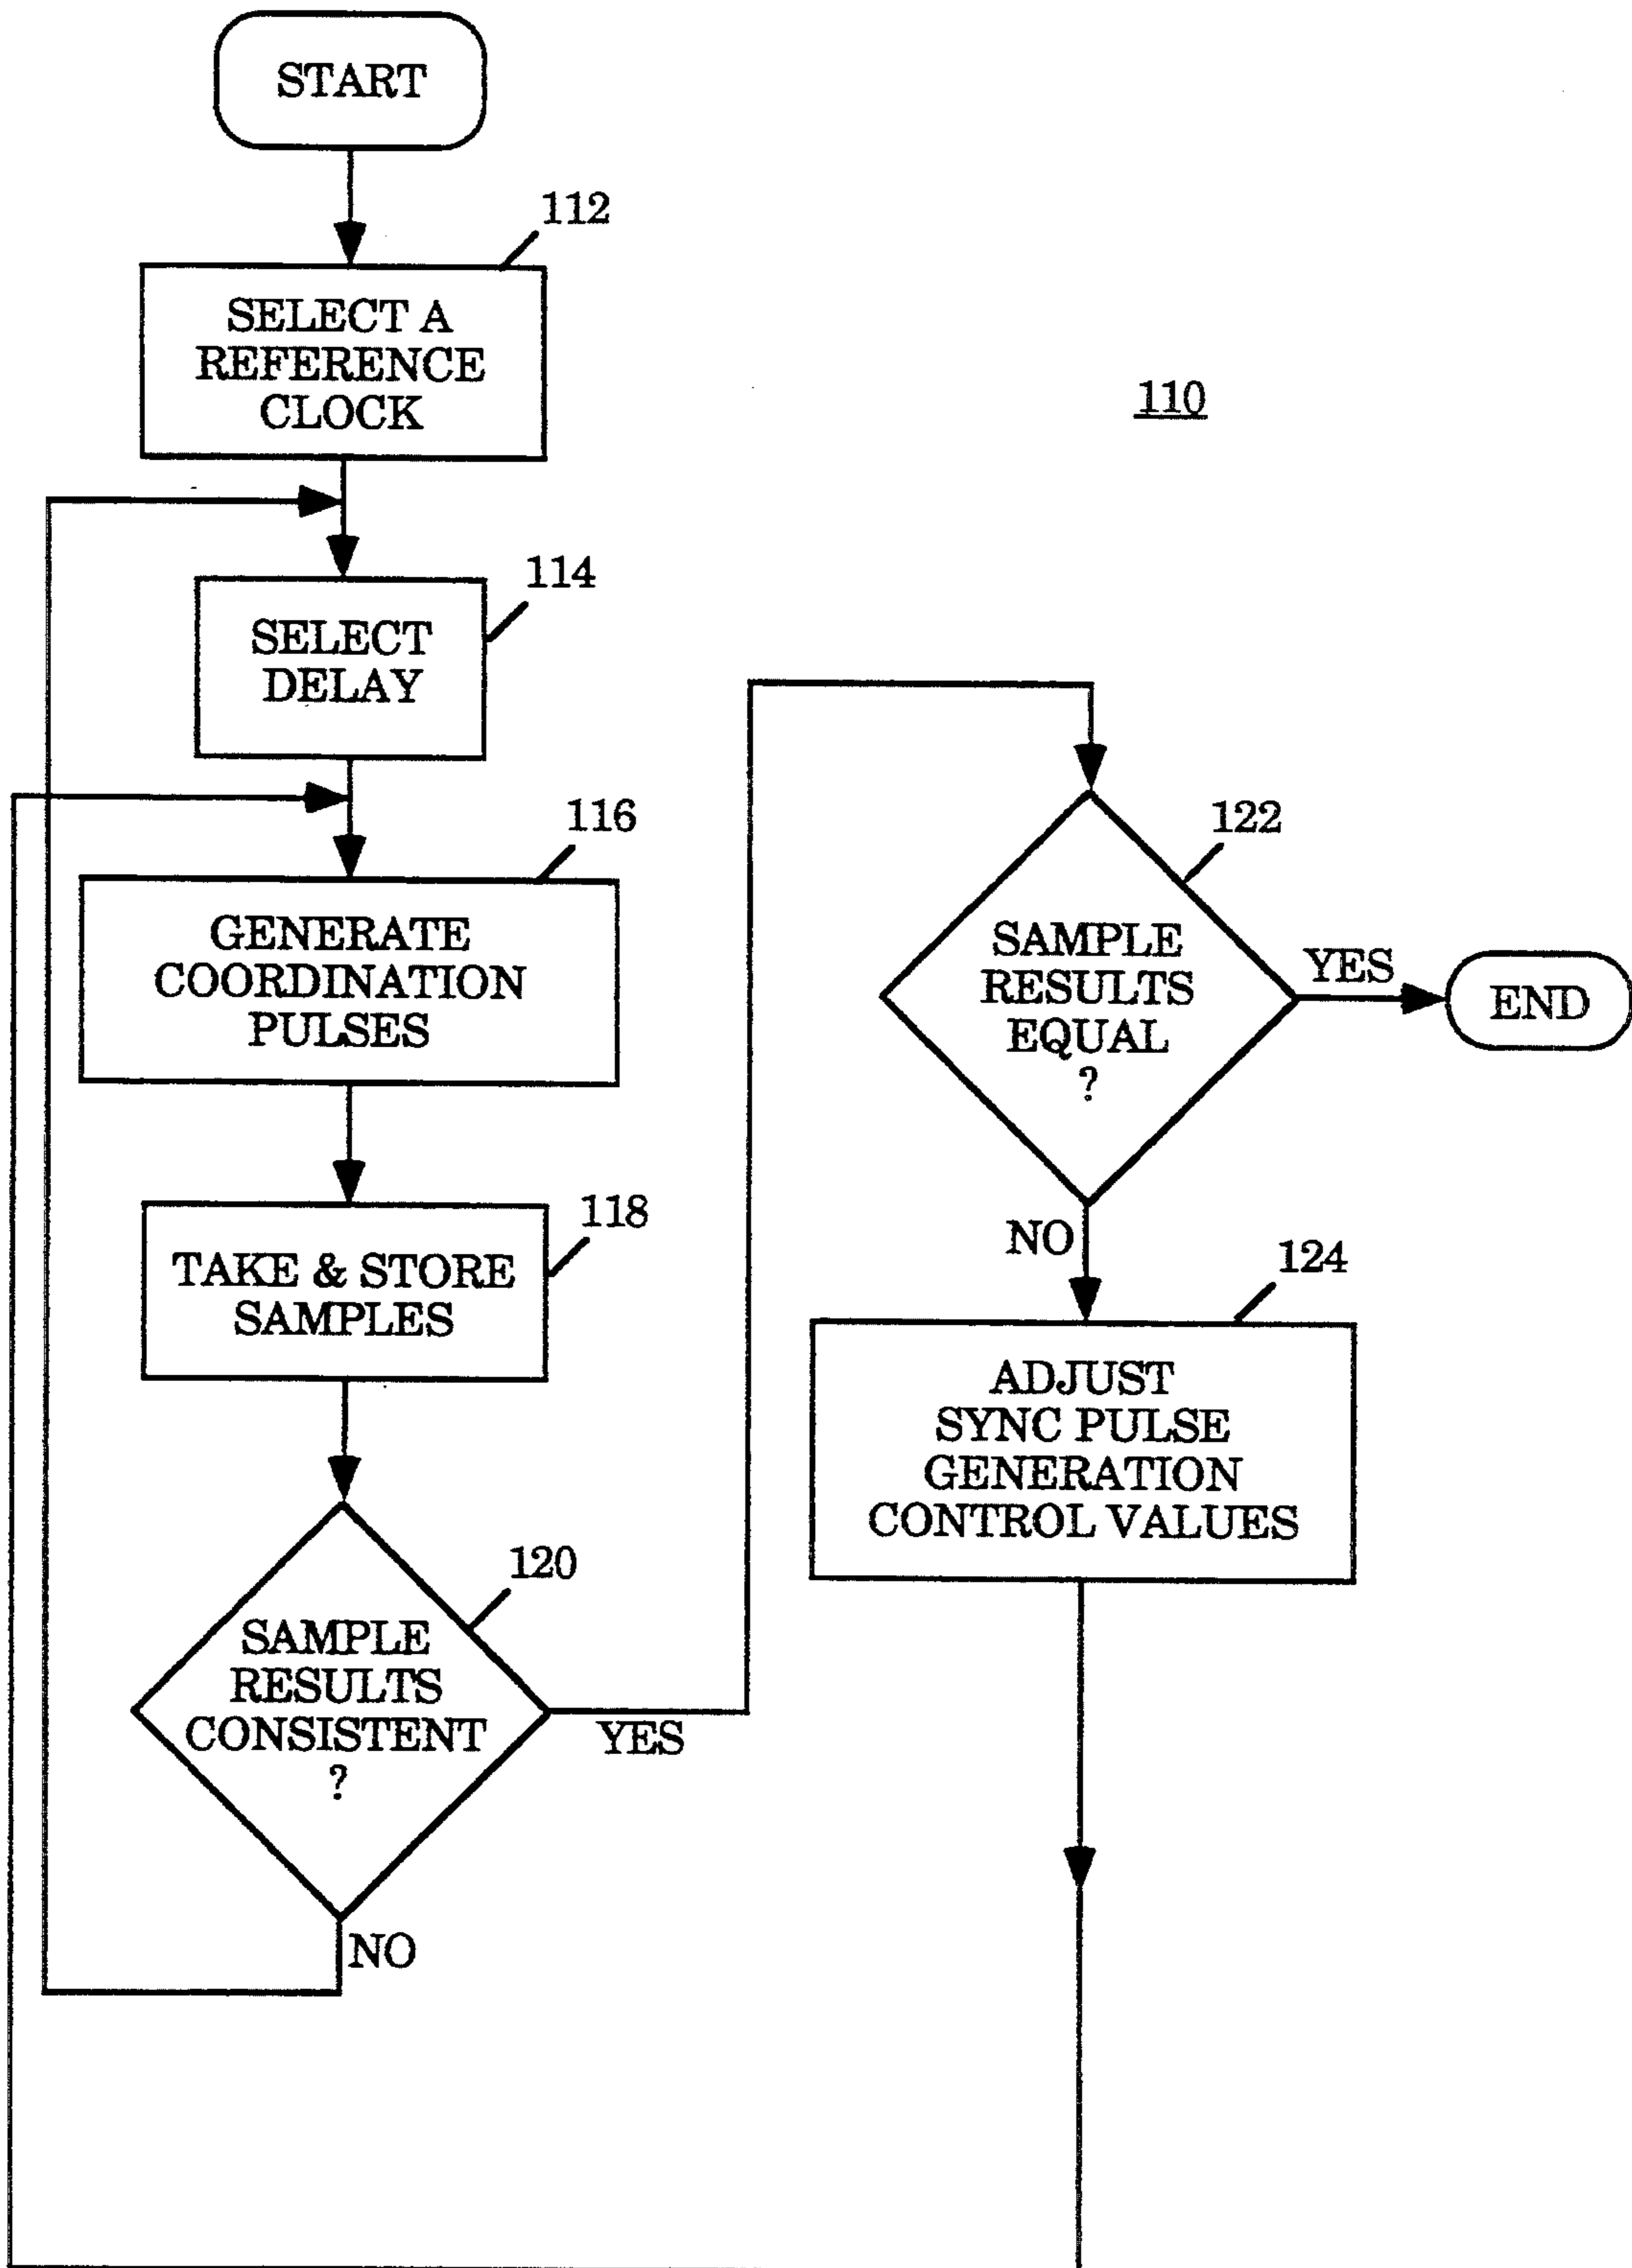 START
112
SELECT A
REFERENCE
CLOCK
110
114
SELECT
DELAY
116
GENERATE
COORDINATION
PULSES
118
TAKE & STORE
SAMPLES
120
SAMPLE
RESULTS
CONSISTENT
?
YES
NO
122
SAMPLE
RESULTS
EQUAL
?
YES
END
NO
124
ADJUST
SYNC PULSE
GENERATION
CONTROL VALUES